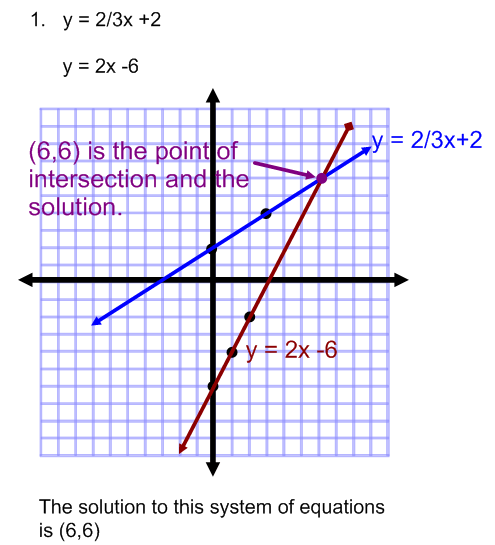 1. y = 2/3x +2
y = 2x -6
y = 2/3x+2
(6,6) is the point of
intersection and the
solution.
y = 2x -6
The solution to this system of equations
is (6,6)